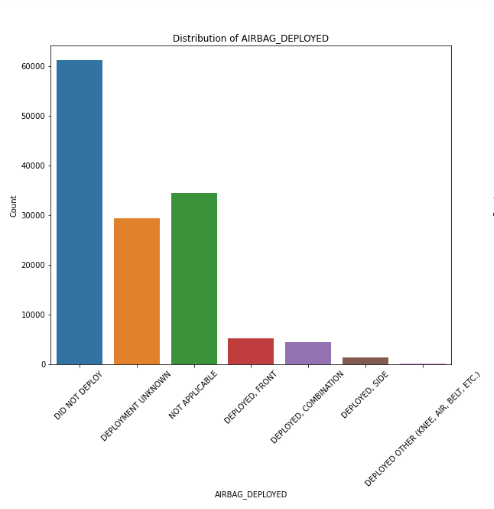 Distribution of AIRBAG_DEPLOYED
60000
50000
40000
30000
20000
10000
0
Count
DID NOT DEPLOY
DEPLOYMENT UNKNOWN
NOT APPLICABLE
DEPLOYED, FRONT
DEPLOYED, COMBINATION
DEPLOYED, SIDE
DEPLOYED OTHER (KNEE, AIR, BELT, ETC.)
AIRBAG_DEPLOYED